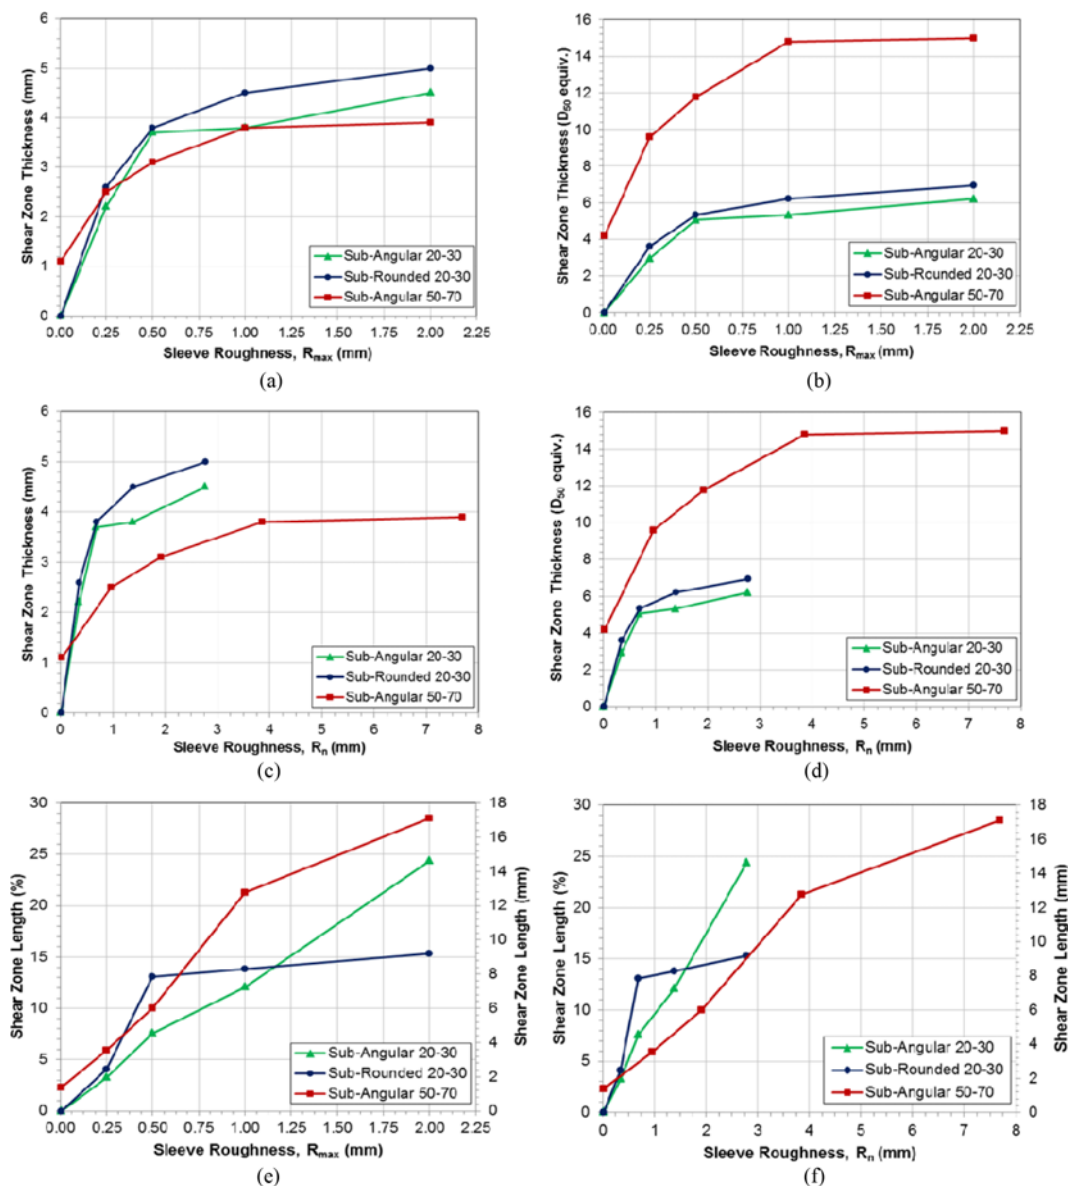 6
5
4
3
2
1
0
Shear Zone Thickness (mm)
Sub-Angular 20-30
Sub-Rounded 20-30
Sub-Angular 50-70
0.00 0.25 0.50 0.75 1.00 1.25 1.50 1.75 2.00 2.25
Sleeve Roughness, Rmax (mm)
(a)
16
14
12
10
8
6
4
2
0
Shear Zone Thickness (D50 equiv.)
Sub-Angular 20-30
Sub-Rounded 20-30
Sub-Angular 50-70
0.00 0.25 0.50 0.75 1.00 1.25 1.50 1.75 2.00 2.25
Sleeve Roughness, Rmax (mm)
(b)
6
5
4
3
2
1
0
Shear Zone Thickness (mm)
Sub-Angular 20-30
Sub-Rounded 20-30
Sub-Angular 50-70
0 1 2 3 4 5 6 7 8
Sleeve Roughness, Rn (mm)
(c)
16
14
12
10
8
6
4
2
0
Shear Zone Thickness (D50 equiv.)
Sub-Angular 20-30
Sub-Rounded 20-30
Sub-Angular 50-70
0 1 2 3 4 5 6 7 8
Sleeve Roughness, Rn (mm)
(d)
30
25
20
15
10
5
0
Shear Zone Length (%)
18
16
14
12
10
8
6
4
2
0
Shear Zone Length (mm)
Sub-Angular 20-30
Sub-Rounded 20-30
Sub-Angular 50-70
0.00 0.25 0.50 0.75 1.00 1.25 1.50 1.75 2.00 2.25
Sleeve Roughness, Rmax (mm)
(e)
30
25
20
15
10
5
0
Shear Zone Length (%)
18
16
14
12
10
8
6
4
2
0
Shear Zone Length (mm)
Sub-Angular 20-30
Sub-Rounded 20-30
Sub-Angular 50-70
0 1 2 3 4 5 6 7 8
Sleeve Roughness, Rn (mm)
(f)